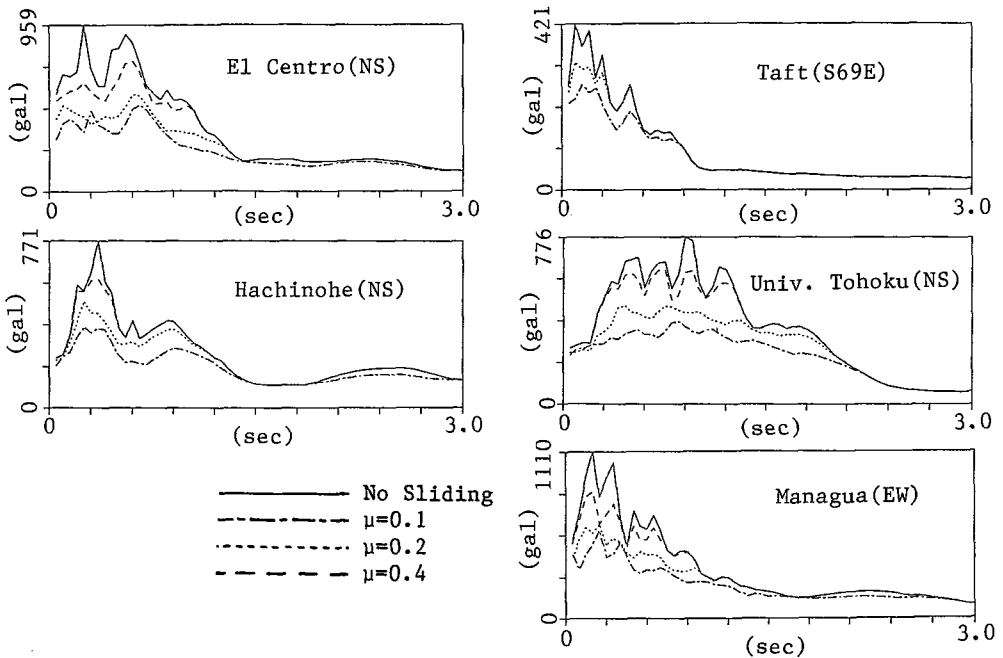 959
El Centro(NS)
(gal)
0
0
(sec)
3.0
421
Taft(S69E)
(gal)
0
0
(sec)
3.0
771
Hachinohe(NS)
(gal)
0
0
(sec)
3.0
776
Univ. Tohoku(NS)
(gal)
0
0
(sec)
3.0
No Sliding
μ=0.1
μ=0.2
μ=0.4
1110
Managua(EW)
(gal)
0
0
(sec)
3.0